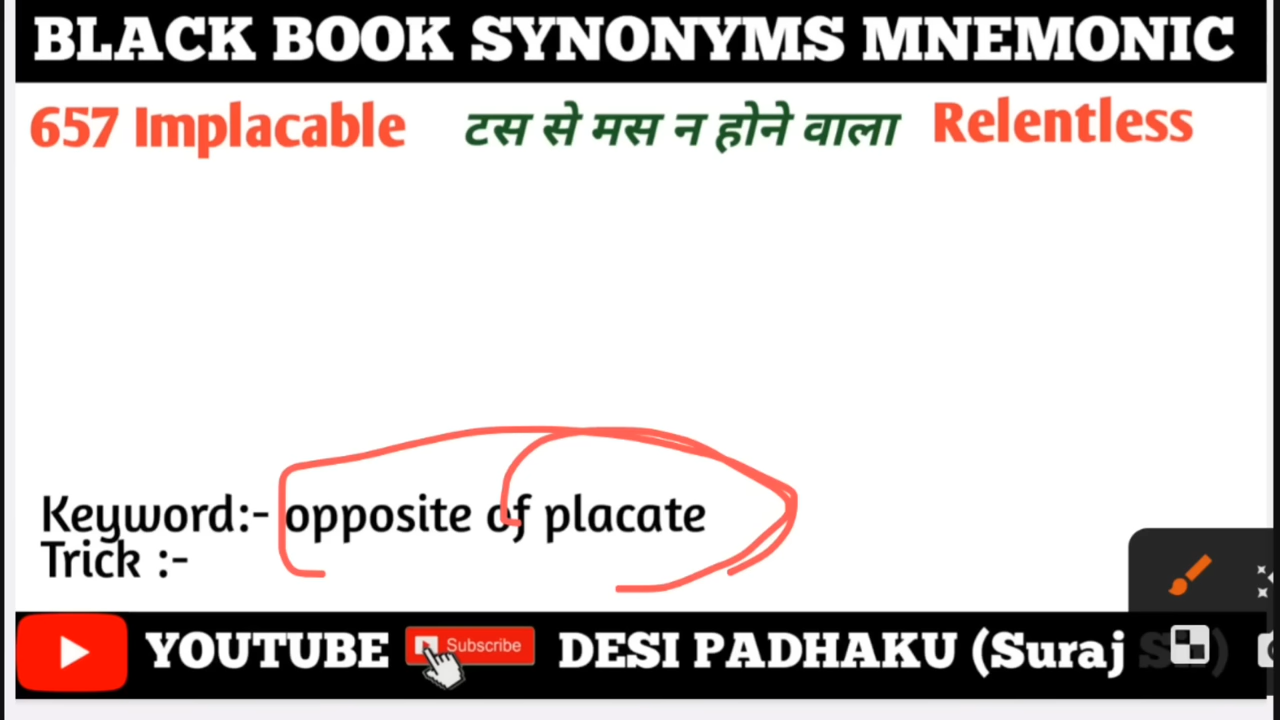 BLACK BOOK SYNONYMS MNEMONIC
657 Implacable टस से मस न होने वाला Relentless
Keyword:- opposite of placate
Trick :-
YOUTUBE Subscribe DESI PADHAKU (Suraj